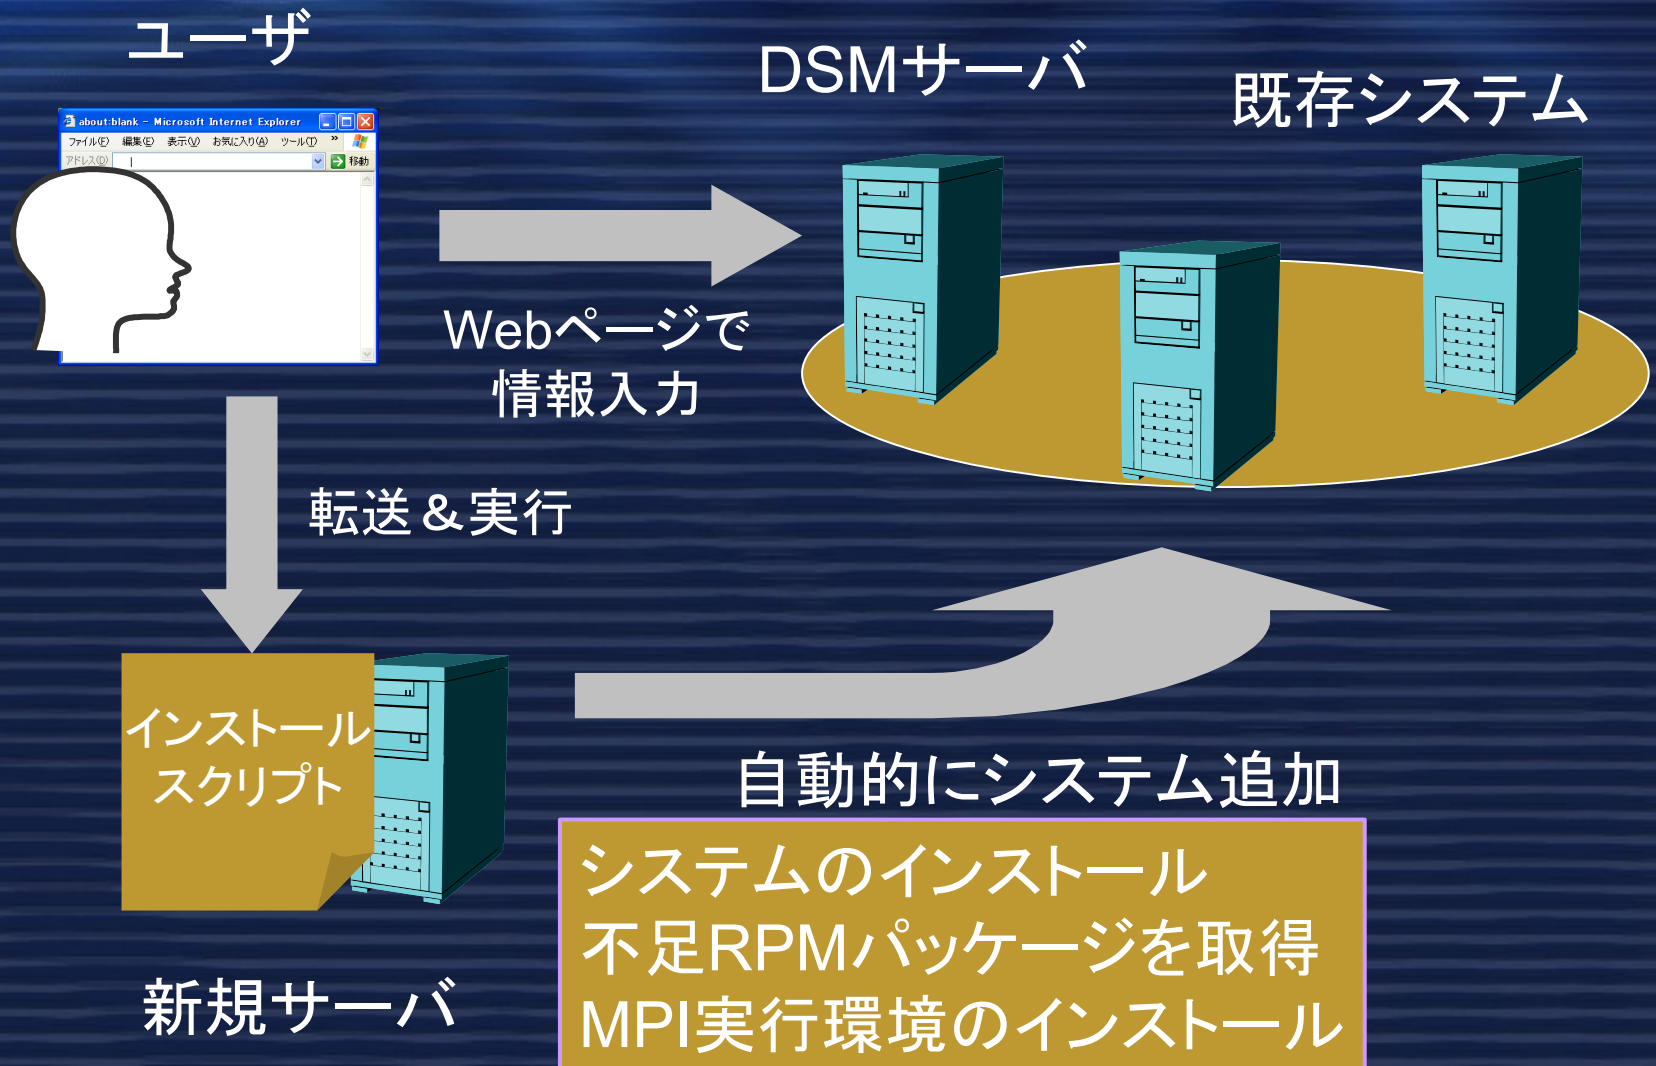 ユーザ
DSMサーバ
既存システム
about:blank - Microsoft Internet Explorer
ファイル(F) 編集(E) 表示(V) お気に入り(A) ツール(T) »
アドレス(D) 移動
Webページで
情報入力
転送＆実行
インストール
スクリプト
自動的にシステム追加
システムのインストール
不足RPMパッケージを取得
MPI実行環境のインストール
新規サーバ